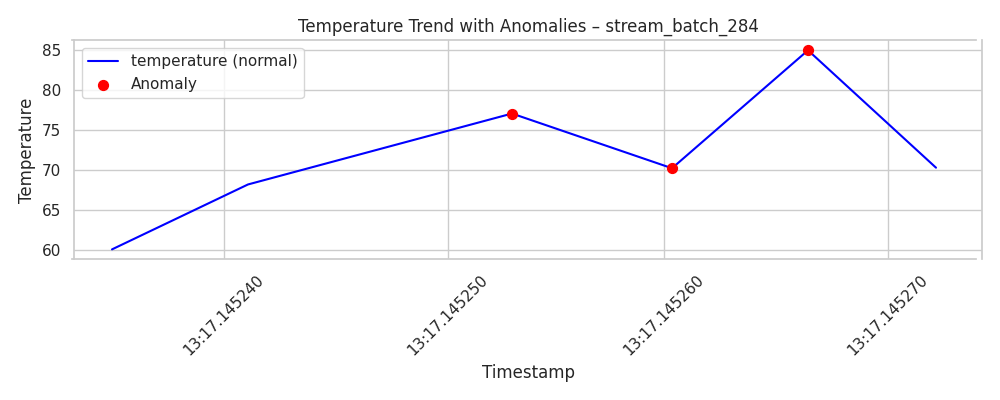 Temperature Trend with Anomalies – stream_batch_284
temperature (normal)
Anomaly
Temperature
85
80
75
70
65
60
13:17.145240
13:17.145250
13:17.145260
13:17.145270
Timestamp